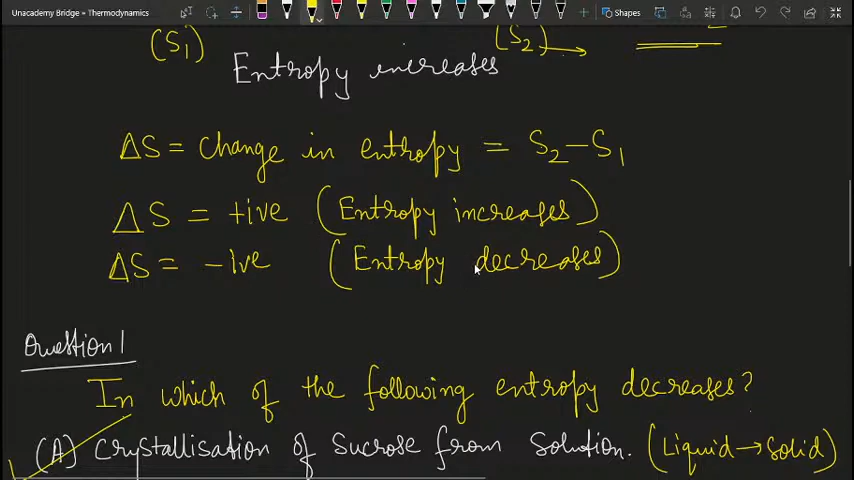 Unacademy Bridge + Thermodynamics
Shapes
(S1) (S2)
Entropy increases
ΔS = Change in entropy = S2 – S1
ΔS = +ive (Entropy increases)
ΔS = –ive (Entropy decreases)
Question 1
In which of the following entropy decreases?
(A) Crystallisation of Sucrose from Solution. (Liquid → Solid)